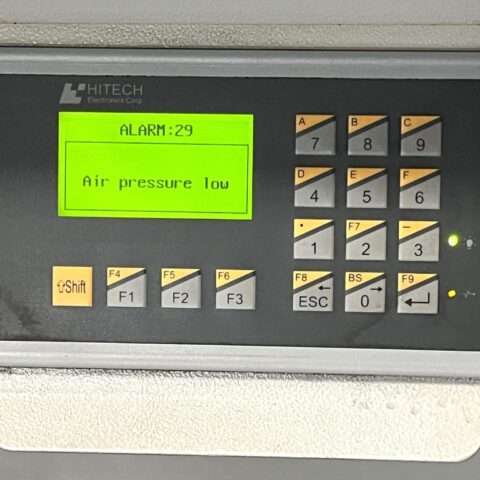 HITECH
Electronics Corp.
ALARM:29
Air pressure low
A B C
7 8 9
D E F
4 5 6
• F7 –
1 2 3
F4 F5 F6 F8 ← BS → F9
⇧Shift F1 F2 F3 ESC 0 ↵